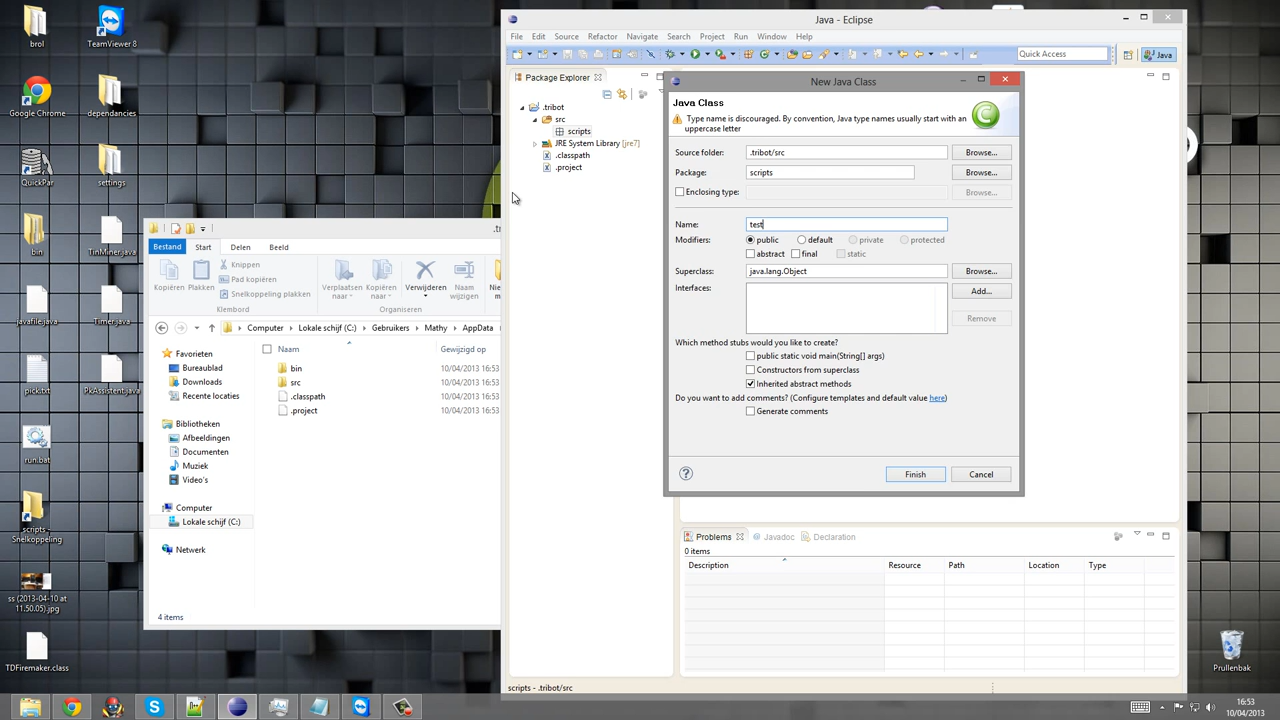 brol
TeamViewer 8
Google Chrome
dependancies
QuickPar
settings
bin
TinMiner.java
javafile.java
Timer.java
pick.txt
PkAssistent.java
run.bat
scripts -
Snelkoppeling
ss (2013-04-10 at
11.50.05).jpg
TDFiremaker.class
Prullenbak
Bestand
Start
Delen
Beeld
Kopiëren
Plakken
Knippen
Pad kopiëren
Snelkoppeling plakken
Klembord
Verplaatsen
naar
Kopiëren
naar
Verwijderen
Naam
wijzigen
Organiseren
Computer
Lokale schijf (C:)
Gebruikers
Mathy
AppData
Favorieten
Bureaublad
Downloads
Recente locaties
Bibliotheken
Afbeeldingen
Documenten
Muziek
Video's
Computer
Lokale schijf (C:)
Netwerk
Naam
Gewijzigd op
bin
10/04/2013 16:53
src
10/04/2013 16:53
.classpath
10/04/2013 16:53
.project
10/04/2013 16:53
4 items
Java - Eclipse
File Edit Source Refactor Navigate Search Project Run Window Help
Quick Access
Java
Package Explorer
.tribot
src
scripts
JRE System Library [jre7]
.classpath
.project
New Java Class
Java Class
Type name is discouraged. By convention, Java type names usually start with an
uppercase letter
Source folder:
.tribot/src
Browse...
Package:
scripts
Browse...
Enclosing type:
Browse...
Name:
test
Modifiers:
public
default
private
protected
abstract
final
static
Superclass:
java.lang.Object
Browse...
Interfaces:
Add...
Remove
Which method stubs would you like to create?
public static void main(String[] args)
Constructors from superclass
Inherited abstract methods
Do you want to add comments? (Configure templates and default value here)
Generate comments
Finish
Cancel
Problems
Javadoc
Declaration
0 items
Description
Resource
Path
Location
Type
scripts - .tribot/src
16:53
10/04/2013